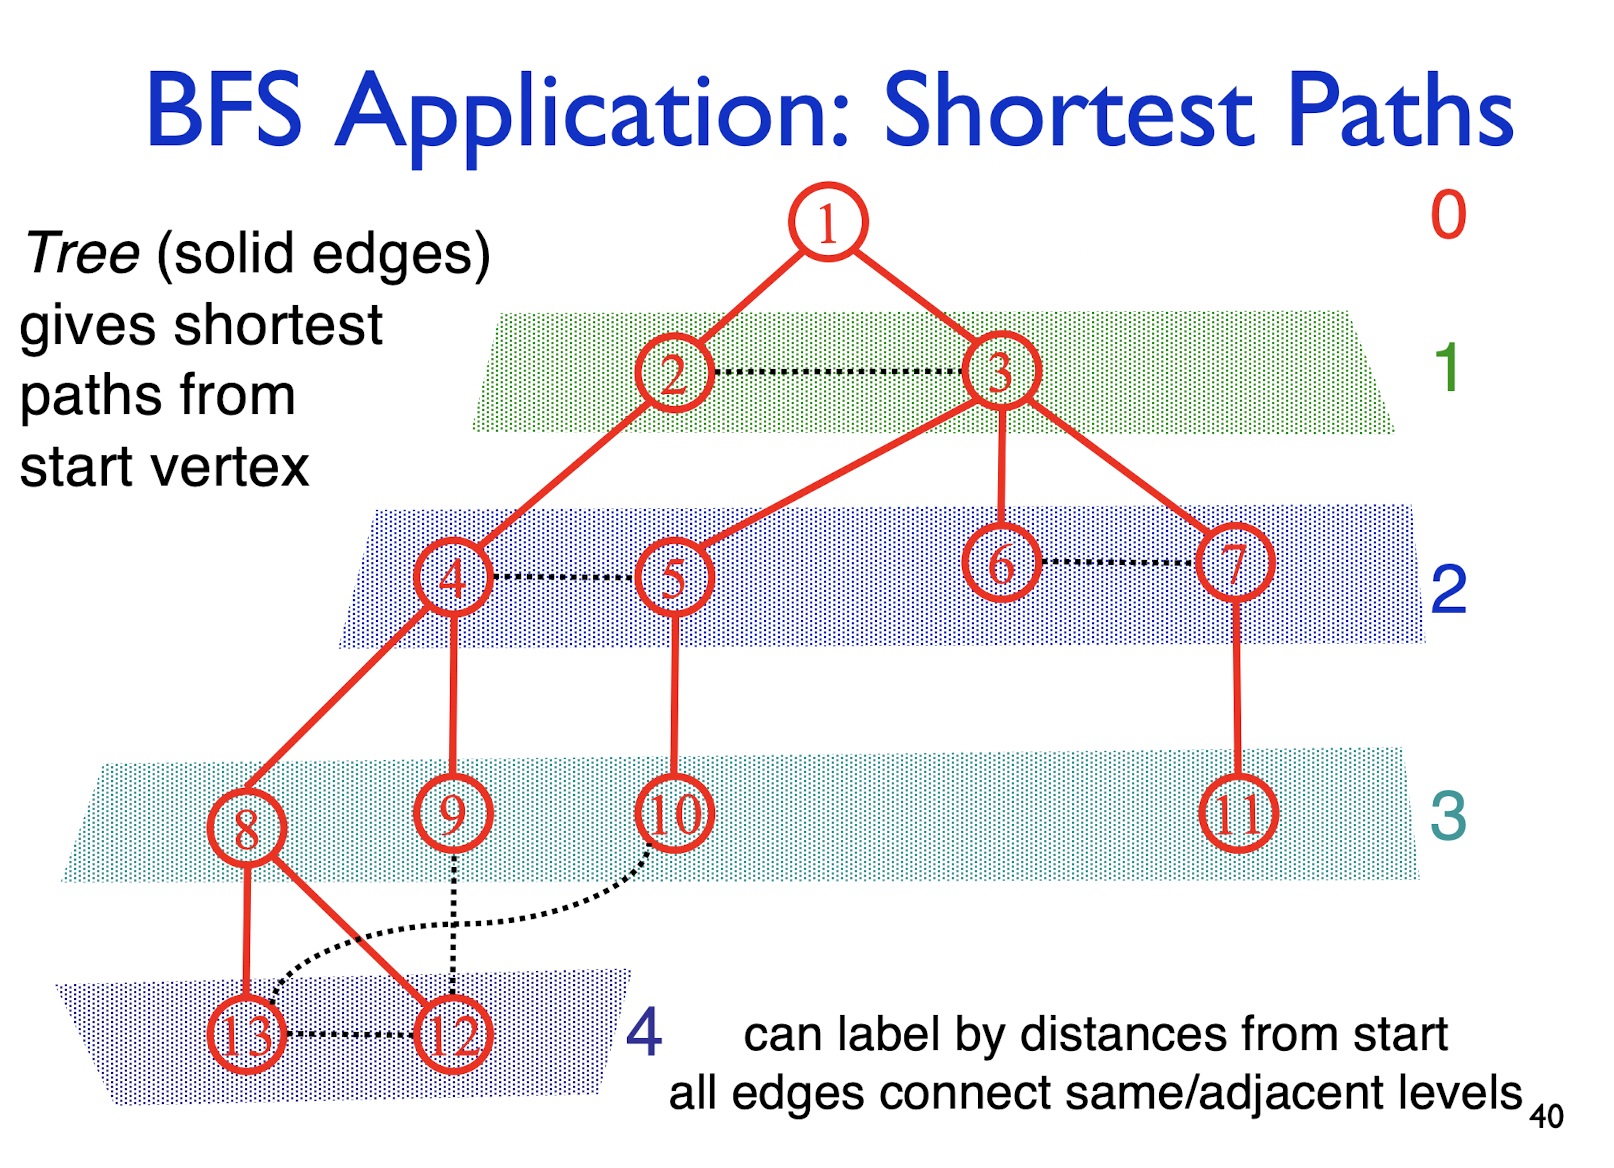 BFS Application: Shortest Paths
1
0
Tree (solid edges)
gives shortest
paths from
start vertex
2
3
1
4
5
6
7
2
8
9
10
11
3
13
12
4
can label by distances from start
all edges connect same/adjacent levels
40